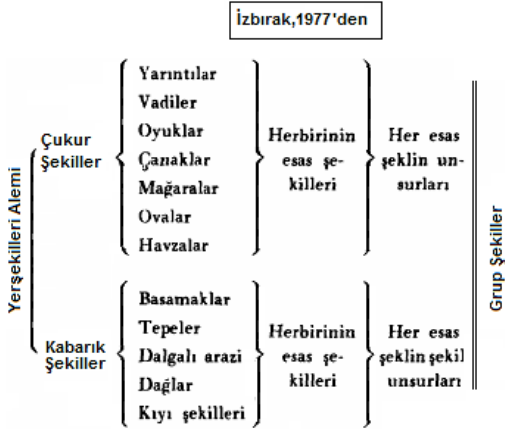 İzbırak,1977'den
Yerşekilleri Alemi
Çukur
Şekiller
Yarıntılar
Vadiler
Oyuklar
Çanaklar
Mağaralar
Ovalar
Havzalar
Herbirinin
esas şe-
killeri
Her esas
şeklin un-
surları
Kabarık
Şekiller
Basamaklar
Tepeler
Dalgalı arazi
Dağlar
Kıyı şekilleri
Herbirinin
esas şe-
killeri
Her esas
şeklin şekil
unsurları
Grup Şekiller